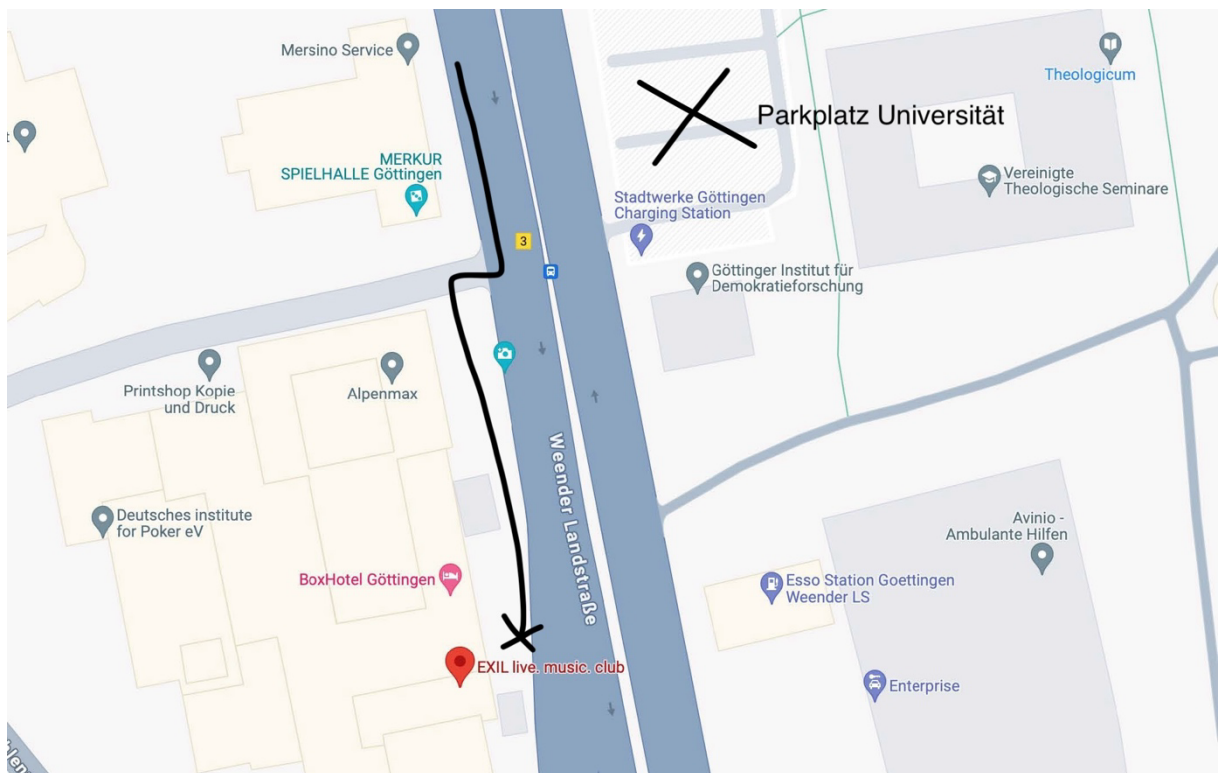 Mersino Service
Theologicum
Parkplatz Universität
MERKUR
SPIELHALLE Göttingen
Vereinigte
Theologische Seminare
Stadtwerke Göttingen
Charging Station
3
Göttinger Institut für
Demokratieforschung
Printshop Kopie
und Druck
Alpenmax
Weender Landstraße
Deutsches institute
for Poker eV
Avinio -
Ambulante Hilfen
BoxHotel Göttingen
Esso Station Goettingen
Weender LS
EXIL live. music. club
Enterprise